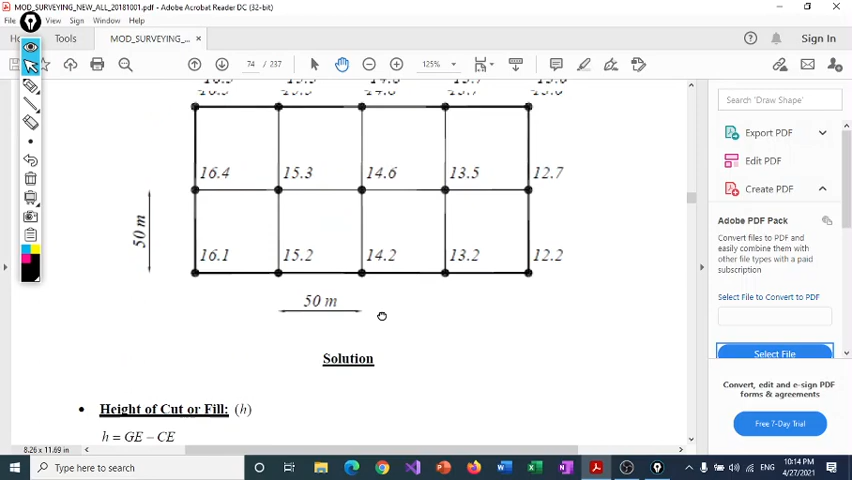 MOD_SURVEYING_NEW_ALL_20181001.pdf - Adobe Acrobat Reader DC (32-bit)
File View Sign Window Help
Tools
MOD_SURVEYING_...
Sign In
74 / 237
125%
16.4 15.3 14.6 13.5 12.7
50 m
16.1 15.2 14.2 13.2 12.2
50 m
Solution
• Height of Cut or Fill: (h)
h = GE – CE
8.26 x 11.69 in
Search "Draw Shape"
Export PDF
Edit PDF
Create PDF
Adobe PDF Pack
Convert files to PDF and
easily combine them with
other file types with a paid
subscription
Select File to Convert to PDF
Select File
Convert, edit and e-sign PDF
forms & agreements
Free 7-Day Trial
Type here to search
ENG
10:14 PM
4/27/2021